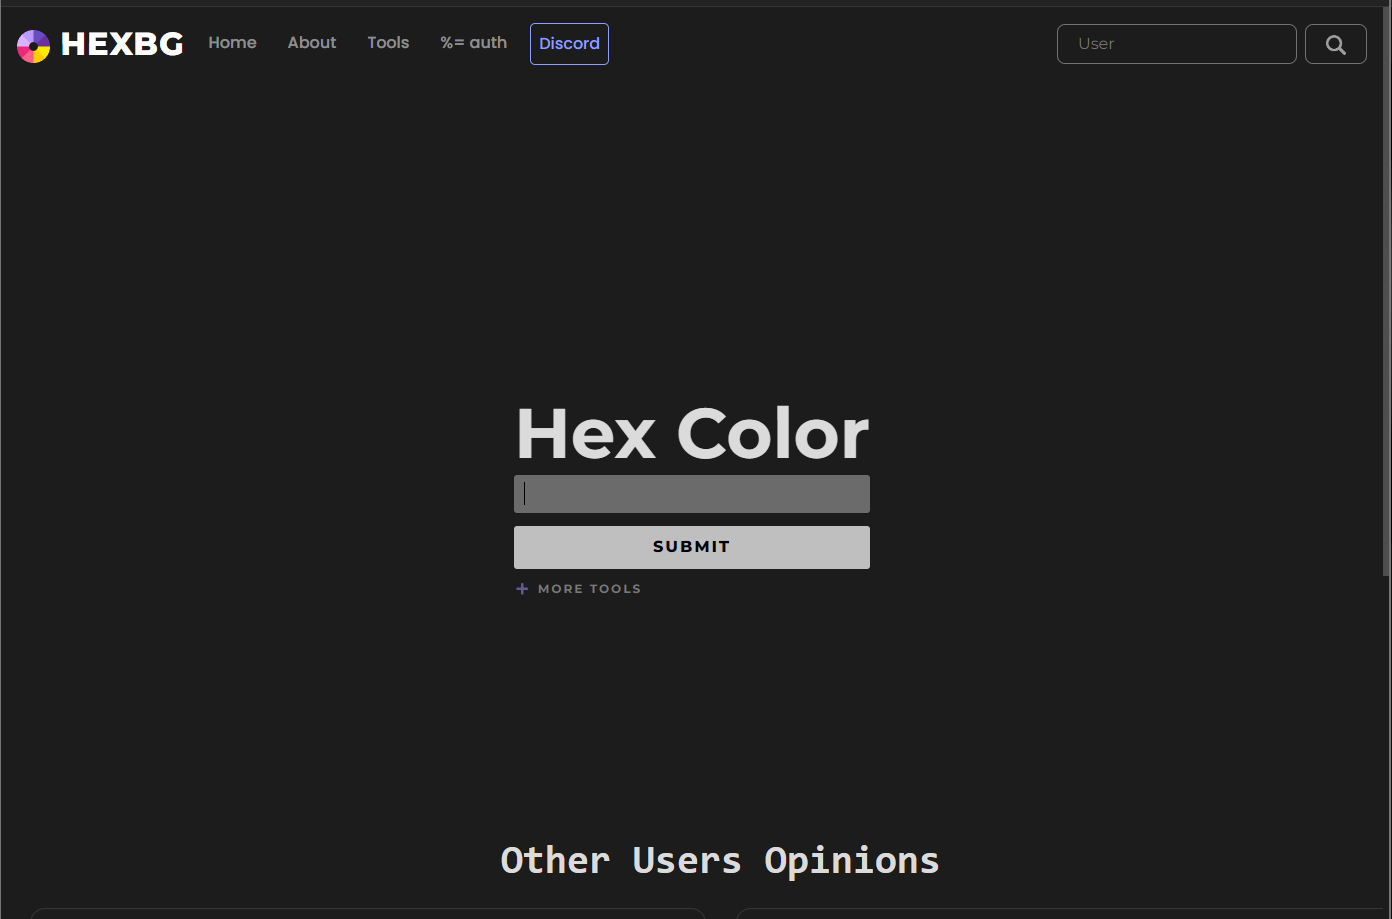 HEXBG Home About Tools %= auth Discord User
Hex Color
SUBMIT
+ MORE TOOLS
Other Users Opinions